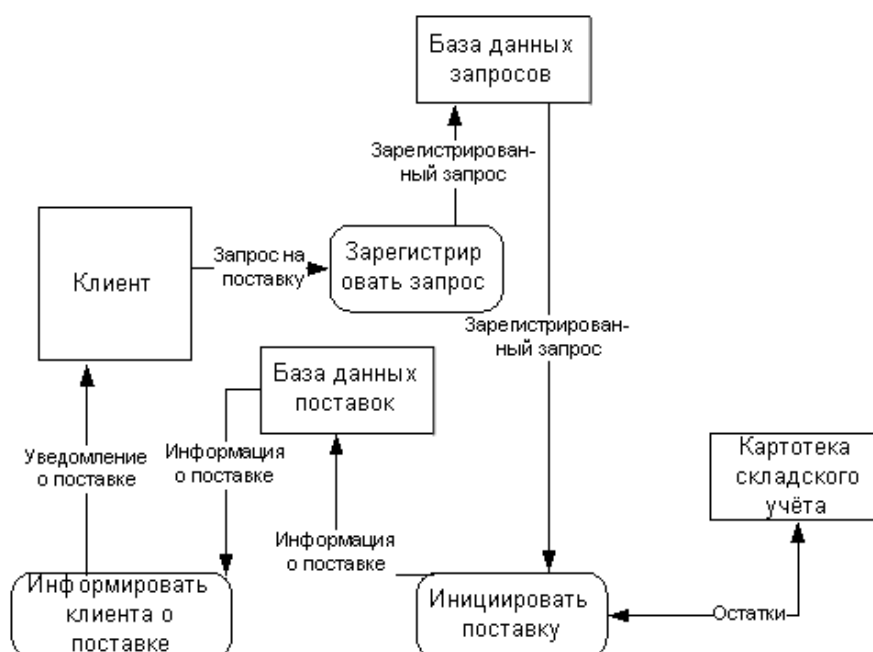 База данных
запросов
Зарегистрирован-
ный запрос
Запрос на
поставку
Зарегистрир
овать запрос
Клиент
Зарегистрирован-
ный запрос
База данных
поставок
Уведомление
о поставке
Информация
о поставке
Картотека
складского
учёта
Информация
о поставке
Информировать
клиента о
поставке
Инициировать
поставку
Остатки